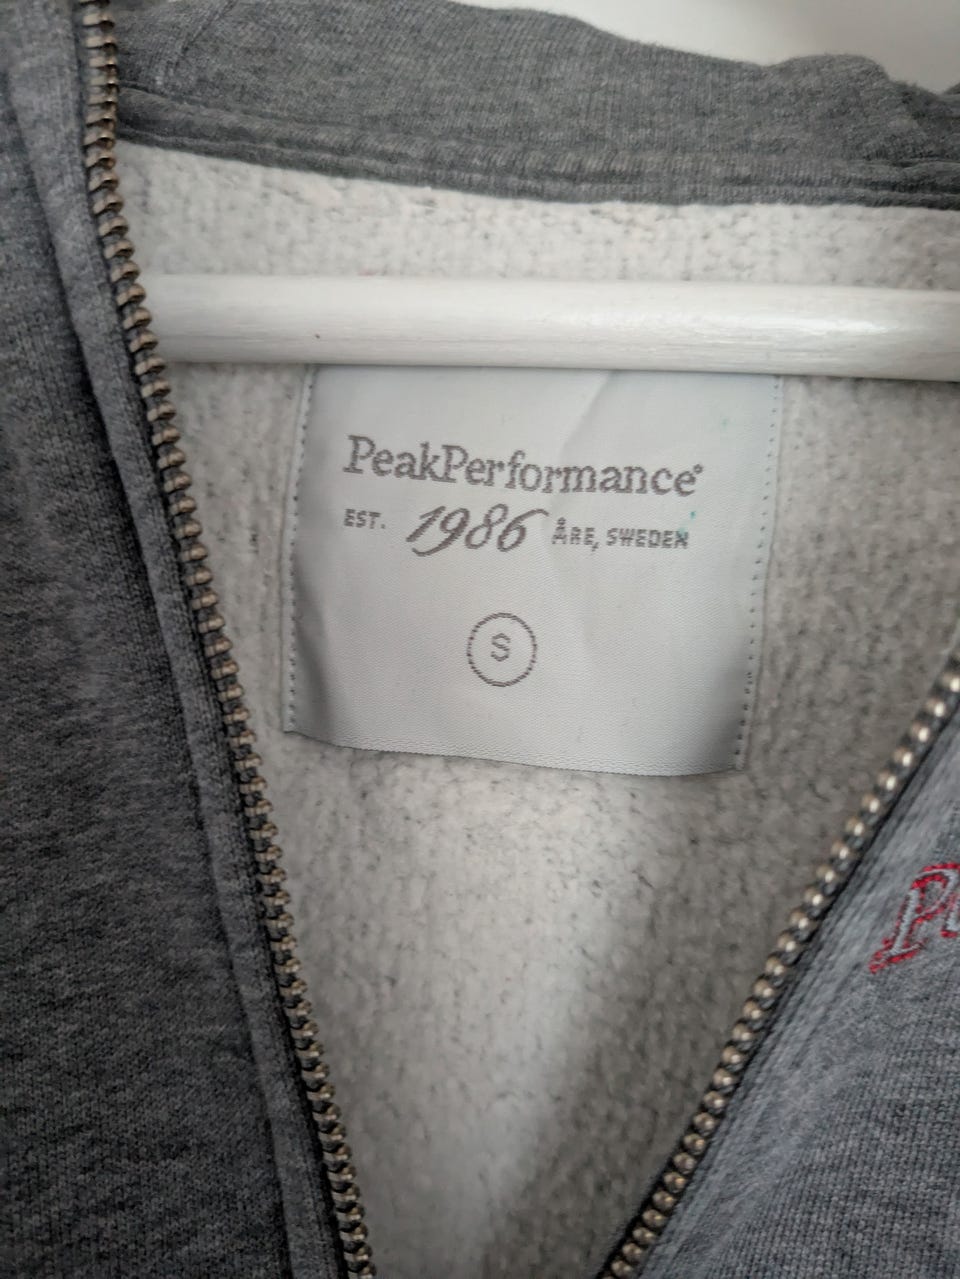 PeakPerformance®
EST. 1986 ÅRE, SWEDEN
S